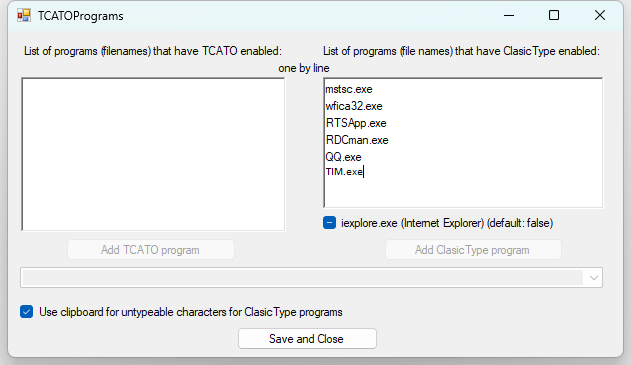 TCATOPrograms
List of programs (filenames) that have TCATO enabled:
List of programs (file names) that have ClasicType enabled:
one by line
mstsc.exe
wfica32.exe
RTSApp.exe
RDCman.exe
QQ.exe
TIM.exe
iexplore.exe (Internet Explorer) (default: false)
Add TCATO program
Add ClasicType program
Use clipboard for untypeable characters for ClasicType programs
Save and Close